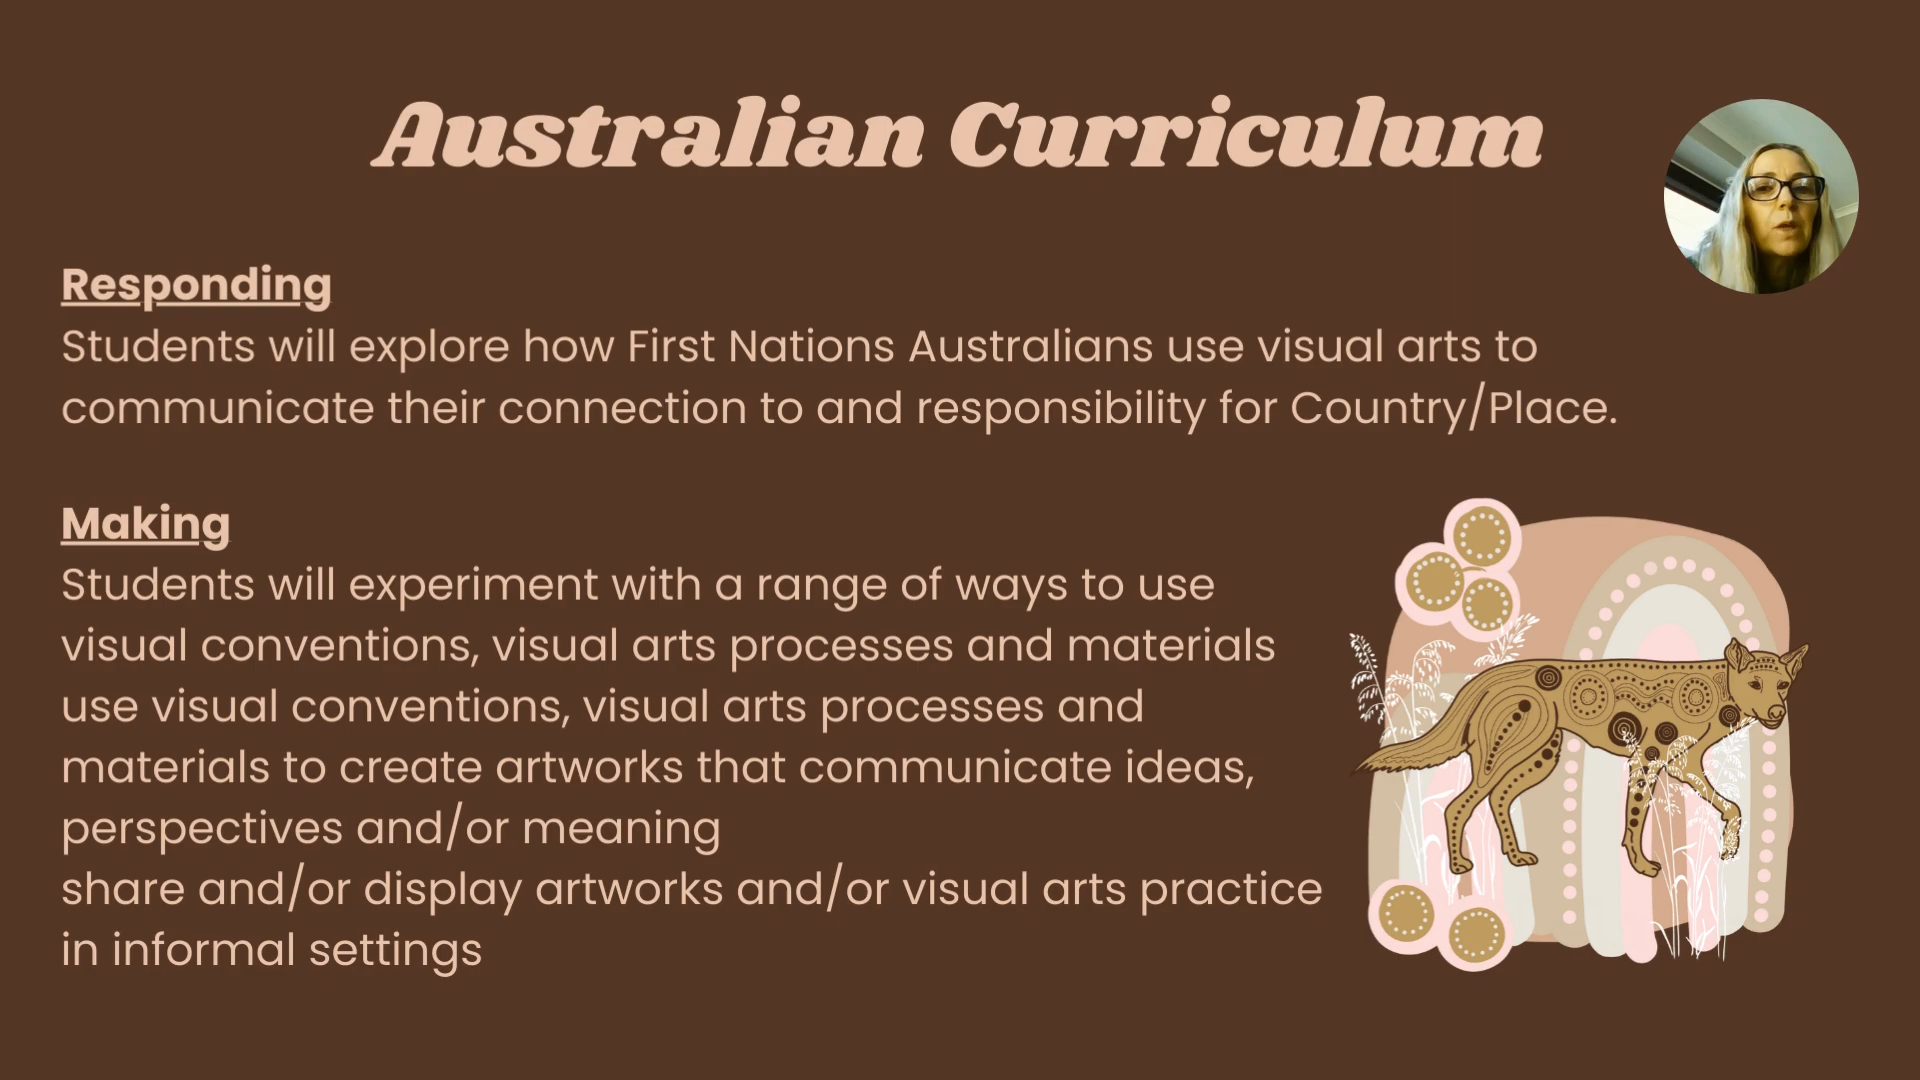 Australian Curriculum
Responding
Students will explore how First Nations Australians use visual arts to
communicate their connection to and responsibility for Country/Place.
Making
Students will experiment with a range of ways to use
visual conventions, visual arts processes and materials
use visual conventions, visual arts processes and
materials to create artworks that communicate ideas,
perspectives and/or meaning
share and/or display artworks and/or visual arts practice
in informal settings